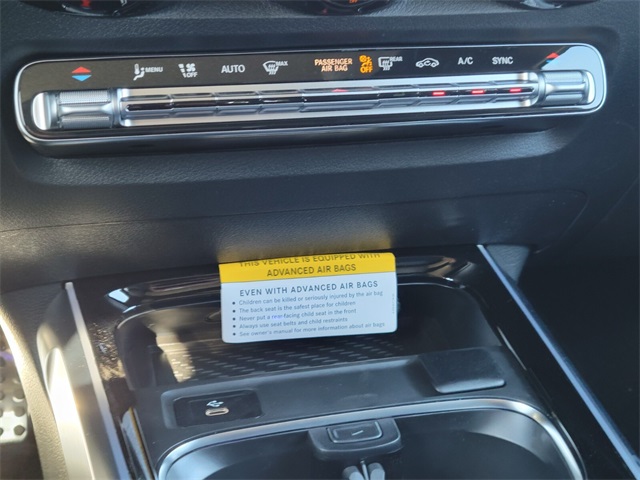 MENU OFF AUTO MAX PASSENGER AIR BAG OFF REAR A/C SYNC
THIS VEHICLE IS EQUIPPED WITH
ADVANCED AIR BAGS
EVEN WITH ADVANCED AIR BAGS
• Children can be killed or seriously injured by the air bag
• The back seat is the safest place for children
• Never put a rear-facing child seat in the front
• Always use seat belts and child restraints
• See owner's manual for more information about air bags